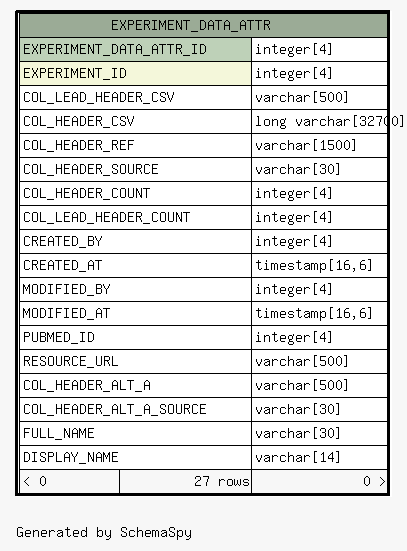 EXPERIMENT_DATA_ATTR
EXPERIMENT_DATA_ATTR_ID integer[4]
EXPERIMENT_ID integer[4]
COL_LEAD_HEADER_CSV varchar[500]
COL_HEADER_CSV long varchar[32700]
COL_HEADER_REF varchar[1500]
COL_HEADER_SOURCE varchar[30]
COL_HEADER_COUNT integer[4]
COL_LEAD_HEADER_COUNT integer[4]
CREATED_BY integer[4]
CREATED_AT timestamp[16,6]
MODIFIED_BY integer[4]
MODIFIED_AT timestamp[16,6]
PUBMED_ID integer[4]
RESOURCE_URL varchar[500]
COL_HEADER_ALT_A varchar[500]
COL_HEADER_ALT_A_SOURCE varchar[30]
FULL_NAME varchar[30]
DISPLAY_NAME varchar[14]
< 0 27 rows 0 >
Generated by SchemaSpy